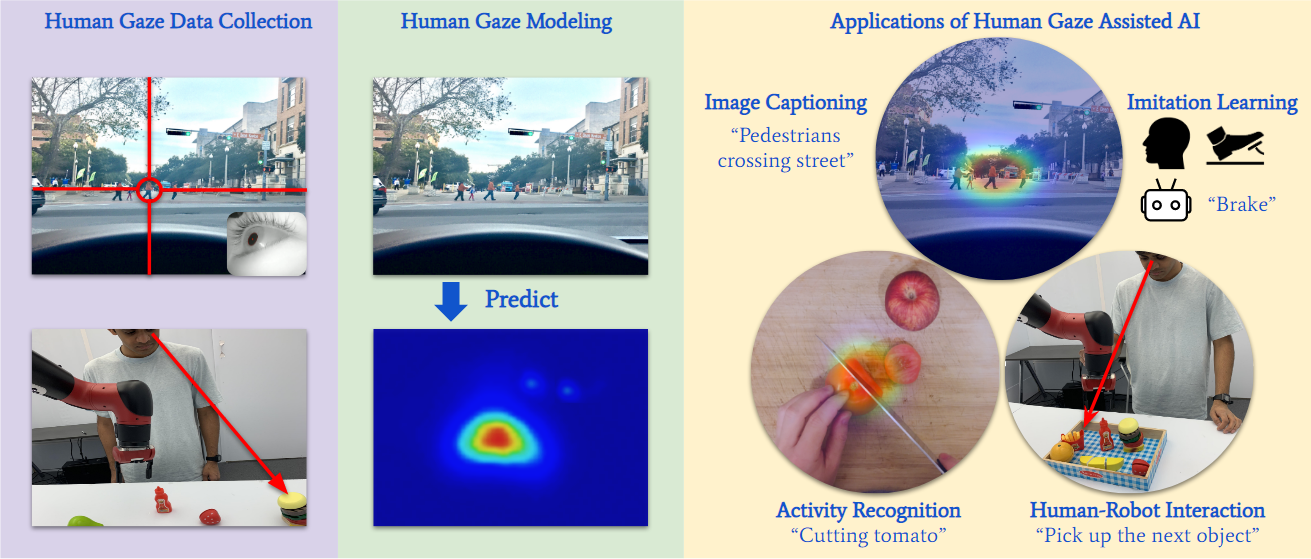 Human Gaze Data Collection
Human Gaze Modeling
Predict
Applications of Human Gaze Assisted AI
Image Captioning
“Pedestrians
crossing street”
Imitation Learning
“Brake”
Activity Recognition
“Cutting tomato”
Human-Robot Interaction
“Pick up the next object”